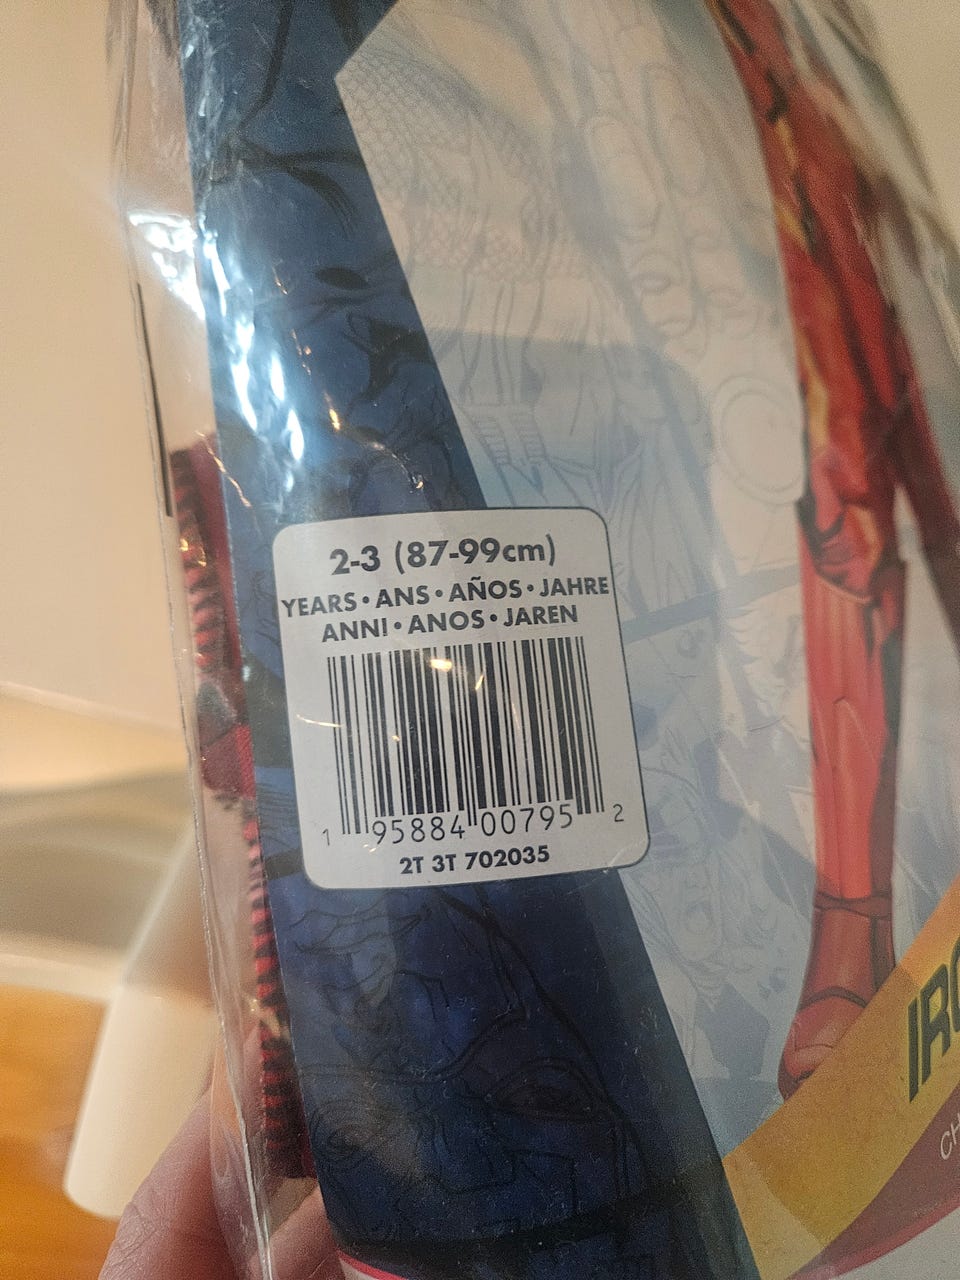 2-3 (87-99cm)
YEARS • ANS • AÑOS • JAHRE
ANNI • ANOS • JAREN
1 95884 00795 2
2T 3T 702035